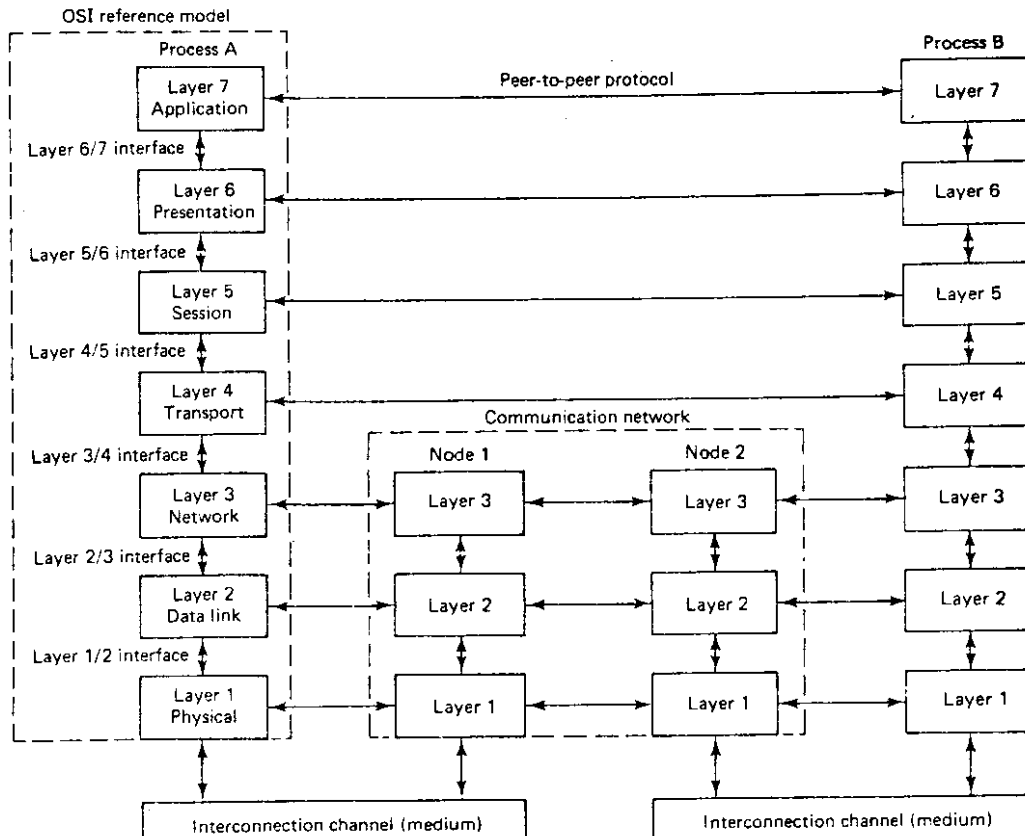 OSI reference model
Process A
Process B
Layer 7
Application
Peer-to-peer protocol
Layer 7
Layer 6/7 interface
Layer 6
Presentation
Layer 6
Layer 5/6 interface
Layer 5
Session
Layer 5
Layer 4/5 interface
Layer 4
Transport
Layer 4
Communication network
Layer 3/4 interface
Node 1
Node 2
Layer 3
Network
Layer 3
Layer 3
Layer 3
Layer 2/3 interface
Layer 2
Data link
Layer 2
Layer 2
Layer 2
Layer 1/2 interface
Layer 1
Physical
Layer 1
Layer 1
Layer 1
Interconnection channel (medium)
Interconnection channel (medium)